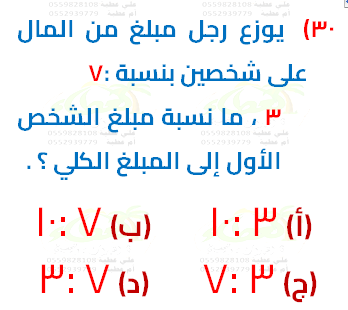 ٣٠) يوزع رجل مبلغ من المال
على شخصين بنسبة :٧
٣ ، ما نسبة مبلغ الشخص
الأول إلى المبلغ الكلي ؟ .
(أ) ٣ :١٠ (ب) ٧ :١٠
(ج) ٣ :٧ (د) ٧ :٣